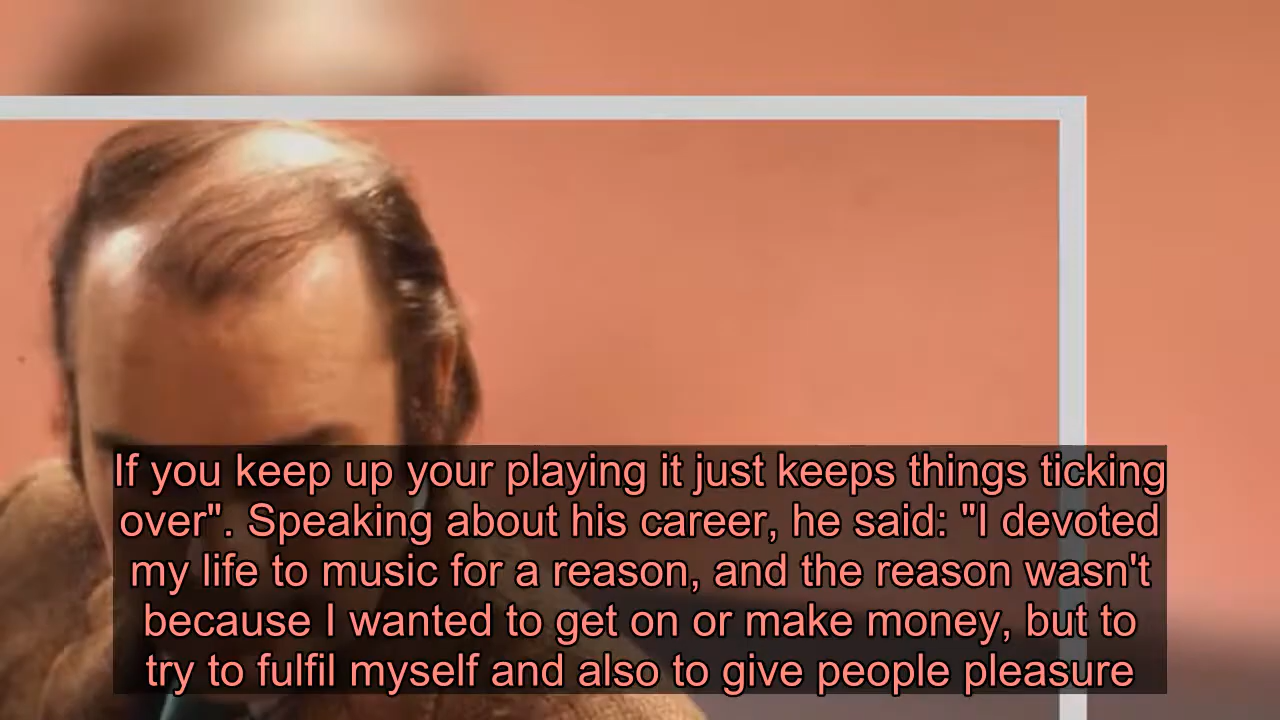 If you keep up your playing it just keeps things ticking
over". Speaking about his career, he said: "I devoted
my life to music for a reason, and the reason wasn't
because I wanted to get on or make money, but to
try to fulfil myself and also to give people pleasure